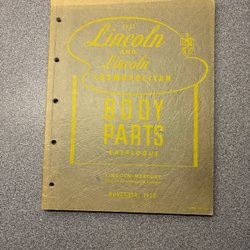 Lincoln
AND
Lincoln
COSMOPOLITAN
BODY
PARTS
CATALOGUE
LINCOLN-MERCURY
NOVEMBER,